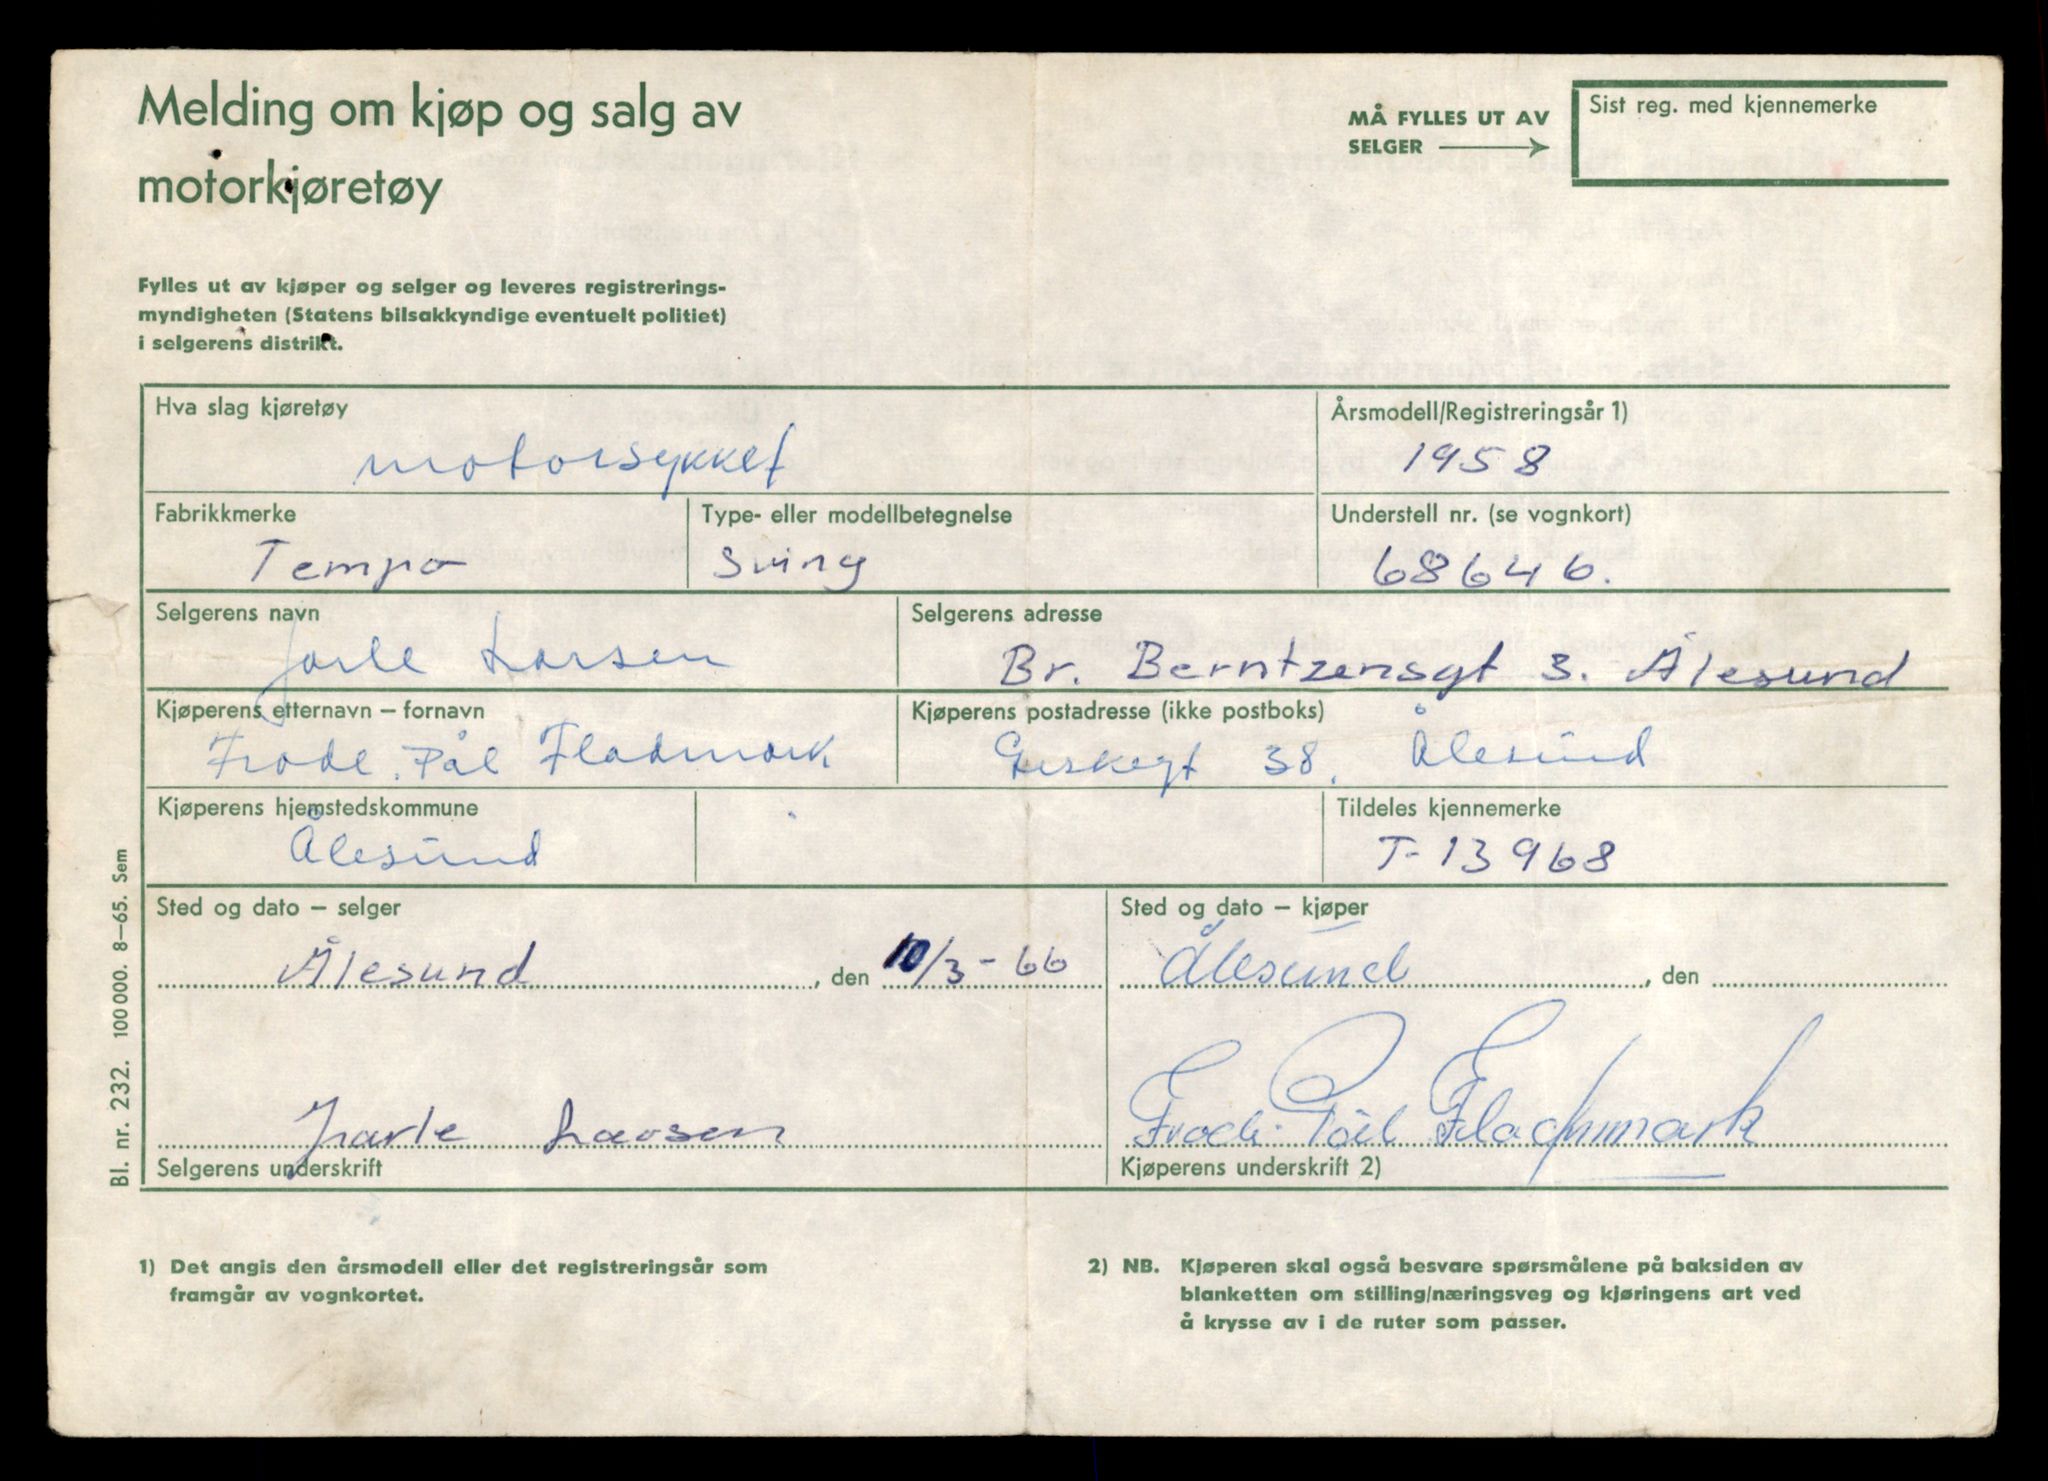 Melding om kjøp og salg av
motorkjøretøy
MÅ FYLLES UT AV
SELGER
Sist reg. med kjennemerke
Fylles ut av kjøper og selger og leveres registrerings-
myndigheten (Statens bilsakkyndige eventuelt politiet)
i selgerens distrikt.
Hva slag kjøretøy
motorsykkel
Årsmodell/Registreringsår 1)
1958
Fabrikkmerke
Tempo
Type- eller modellbetegnelse
Sving
Understell nr. (se vognkort)
68646.
Selgerens navn
Jarle Larsen
Selgerens adresse
Br. Berntzensgt 3. Ålesund
Kjøperens etternavn – fornavn
Frode. Pål Fladmark
Kjøperens postadresse (ikke postboks)
38, Ålesund
Kjøperens hjemstedskommune
Ålesund
Tildeles kjennemerke
T-13968
Sted og dato – selger
Ålesund, den 10/3-66
Sted og dato – kjøper
Ålesund, den
Jarle Larsen
Selgerens underskrift
Frode Pål Fladmark
Kjøperens underskrift 2)
Bl. nr. 232. 100 000. 8–65. Sem
1) Det angis den årsmodell eller det registreringsår som
framgår av vognkortet.
2) NB. Kjøperen skal også besvare spørsmålene på baksiden av
blanketten om stilling/næringsveg og kjøringens art ved
å krysse av i de ruter som passer.